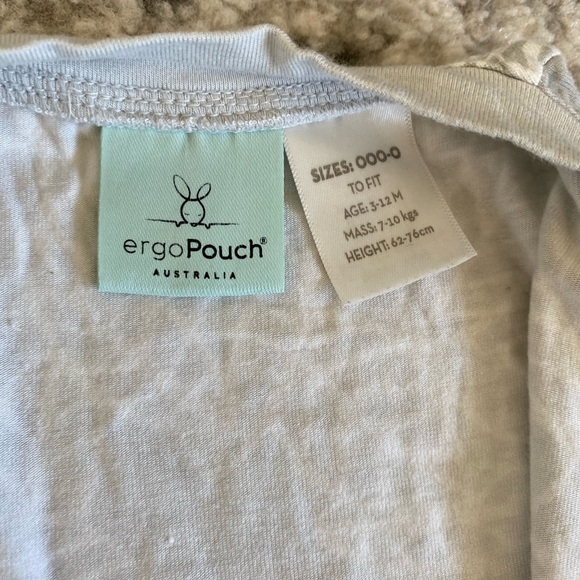 ergoPouch®
AUSTRALIA
SIZES: 000-0
TO FIT
AGE: 3-12 M
MASS: 7-10 kgs
HEIGHT: 62-76cm